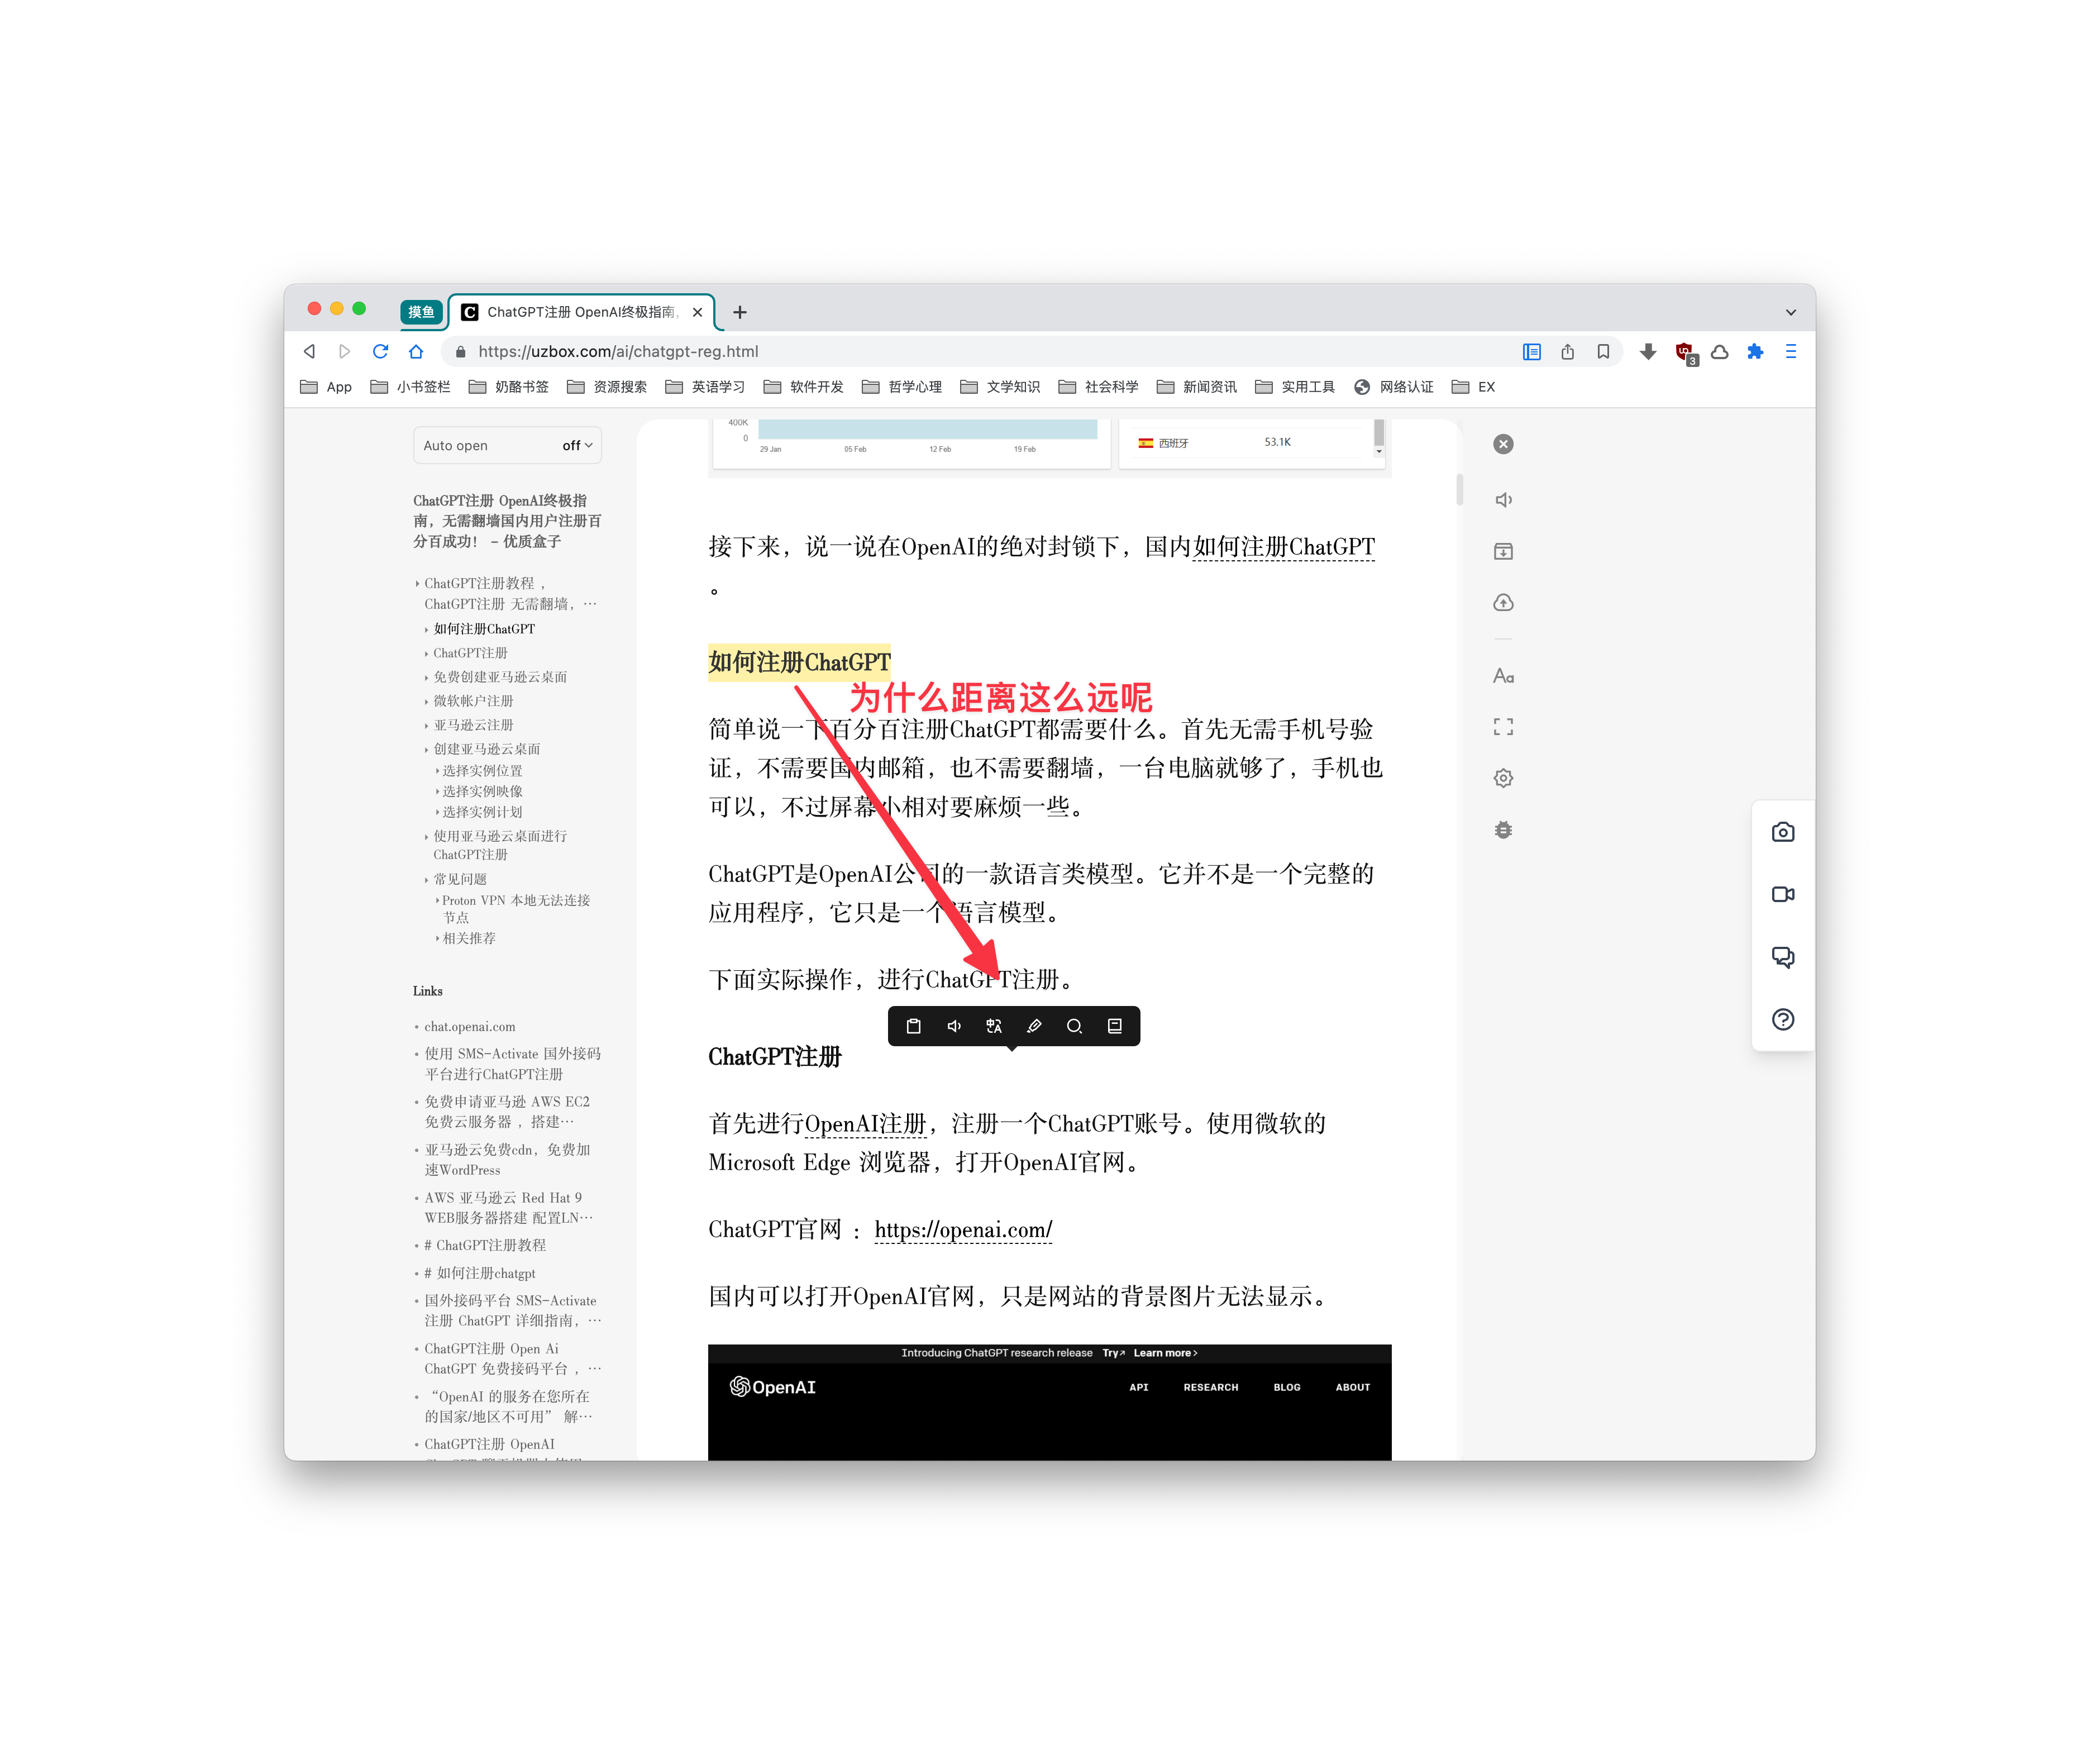 摸鱼
ChatGPT注册 OpenAI终极指南,
https://uzbox.com/ai/chatgpt-reg.html
3
App
小书签栏
奶酪书签
资源搜索
英语学习
软件开发
哲学心理
文学知识
社会科学
新闻资讯
实用工具
网络认证
EX
Auto open
off
ChatGPT注册 OpenAI终极指
南，无需翻墙国内用户注册百
分百成功！ – 优质盒子
ChatGPT注册教程 ，
ChatGPT注册 无需翻墙，…
如何注册ChatGPT
ChatGPT注册
免费创建亚马逊云桌面
微软帐户注册
亚马逊云注册
创建亚马逊云桌面
选择实例位置
选择实例映像
选择实例计划
使用亚马逊云桌面进行
ChatGPT注册
常见问题
Proton VPN 本地无法连接
节点
相关推荐
Links
chat.openai.com
使用 SMS-Activate 国外接码
平台进行ChatGPT注册
免费申请亚马逊 AWS EC2
免费云服务器 ，搭建…
亚马逊云免费cdn，免费加
速WordPress
AWS 亚马逊云 Red Hat 9
WEB服务器搭建 配置LN…
# ChatGPT注册教程
# 如何注册chatgpt
国外接码平台 SMS-Activate
注册 ChatGPT 详细指南，…
ChatGPT注册 Open Ai
ChatGPT 免费接码平台 ，…
“OpenAI 的服务在您所在
的国家/地区不可用” 解…
ChatGPT注册 OpenAI
400K
0
29 Jan
05 Feb
12 Feb
19 Feb
西班牙
53.1K
接下来，说一说在OpenAI的绝对封锁下，国内如何注册ChatGPT
。
如何注册ChatGPT
为什么距离这么远呢
简单说一下百分百注册ChatGPT都需要什么。首先无需手机号验
证，不需要国内邮箱，也不需要翻墙，一台电脑就够了，手机也
可以，不过屏幕小相对要麻烦一些。
ChatGPT是OpenAI公司的一款语言类模型。它并不是一个完整的
应用程序，它只是一个语言模型。
下面实际操作，进行ChatGPT注册。
ChatGPT注册
首先进行OpenAI注册，注册一个ChatGPT账号。使用微软的
Microsoft Edge 浏览器，打开OpenAI官网。
ChatGPT官网 ：https://openai.com/
国内可以打开OpenAI官网，只是网站的背景图片无法显示。
Introducing ChatGPT research release Try↗ Learn more›
OpenAI
API
RESEARCH
BLOG
ABOUT
Aa